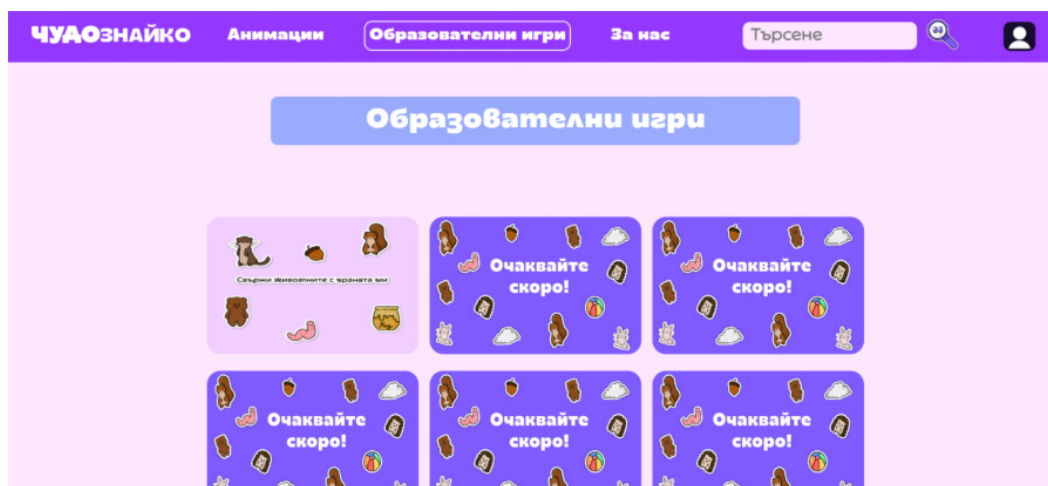 ЧУДОЗНАЙКО Анимации Образователни игри За нас Търсене
Образователни игри
Свържи животните с храната им
Очаквайте
скоро!
Очаквайте
скоро!
Очаквайте
скоро!
Очаквайте
скоро!
Очаквайте
скоро!